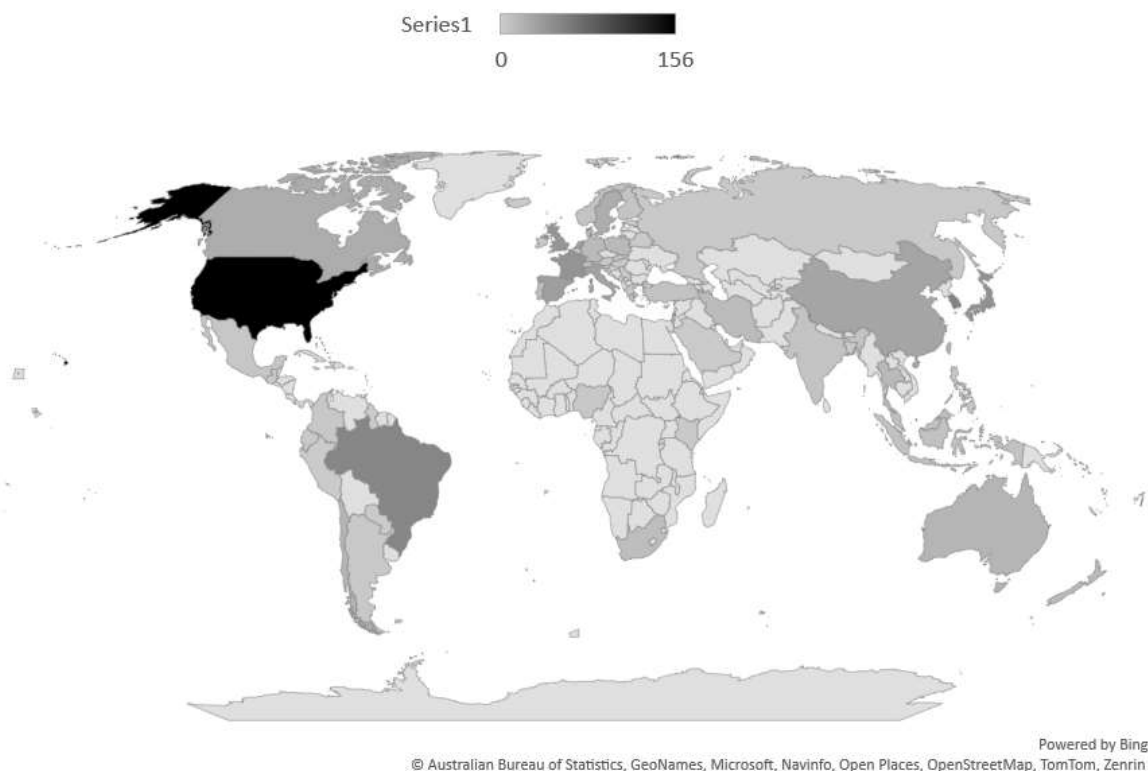 Series1
0 156
Powered by Bing
© Australian Bureau of Statistics, GeoNames, Microsoft, Navinfo, Open Places, OpenStreetMap, TomTom, Zenrin